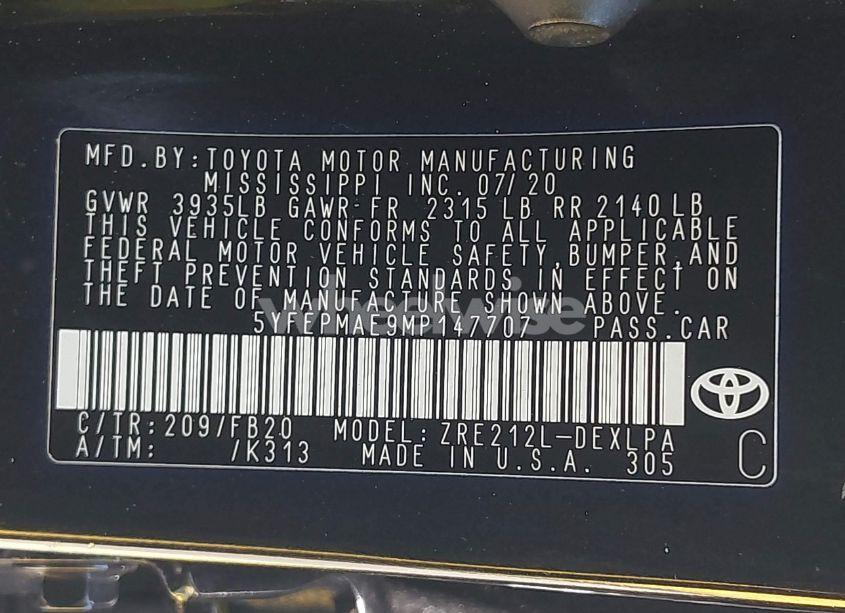 MFD.BY:TOYOTA MOTOR MANUFACTURING
MISSISSIPPI INC. 07/20
GVWR 3935LB GAWR-FR 2315 LB RR 2140 LB
THIS VEHICLE CONFORMS TO ALL APPLICABLE
FEDERAL MOTOR VEHICLE SAFETY,BUMPER,AND
THEFT PREVENTION STANDARDS IN EFFECT ON
THE DATE OF MANUFACTURE SHOWN ABOVE.
wheelwise
5YFEPMAE9MP147707 PASS.CAR
C/TR:209/FB20 MODEL:ZRE212L-DEXLPA
A/TM: /K313 MADE IN U.S.A. 305
C